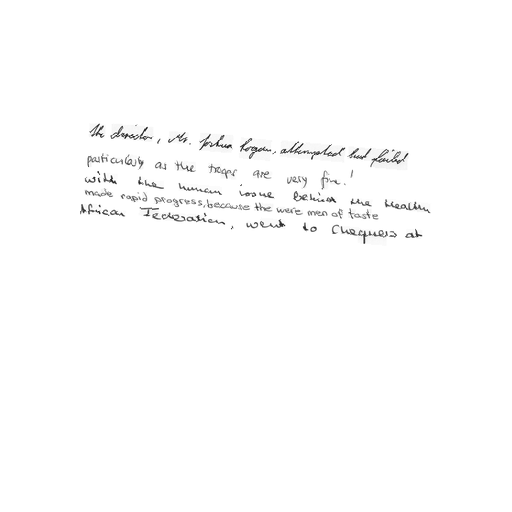 the director, Mr. Joshua Logan, attempted but failed
particularly as the troops are very fine!
with the human issue behind the Health
made rapid progress, because the were men of taste
African Federation, went to Chequers at